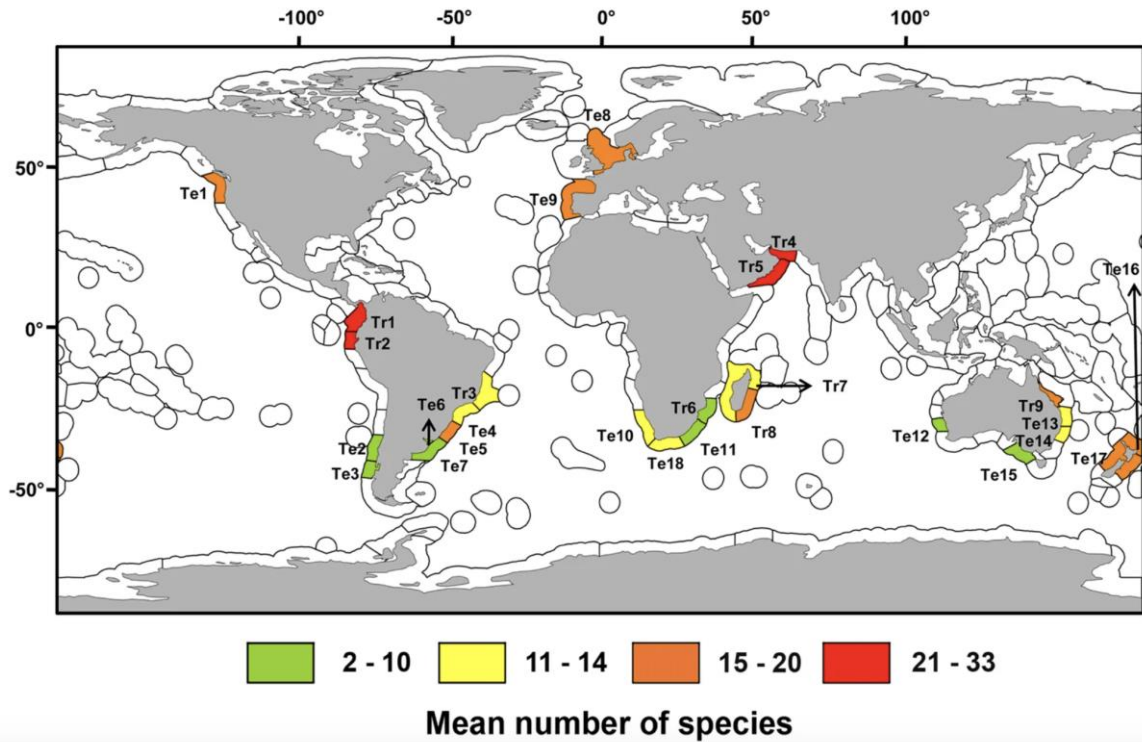 -100° -50° 0° 50° 100°
50°
0°
-50°
Te8
Te1
Te9
Tr4
Tr5
Te16
Tr1
Tr2
Tr7
Tr3
Te6
Te4
Te5
Te7
Te2
Te3
Tr6
Te10
Te11
Te18
Tr8
Tr9
Te12
Te13
Te14
Te15
Te17
2 - 10 11 - 14 15 - 20 21 - 33
Mean number of species